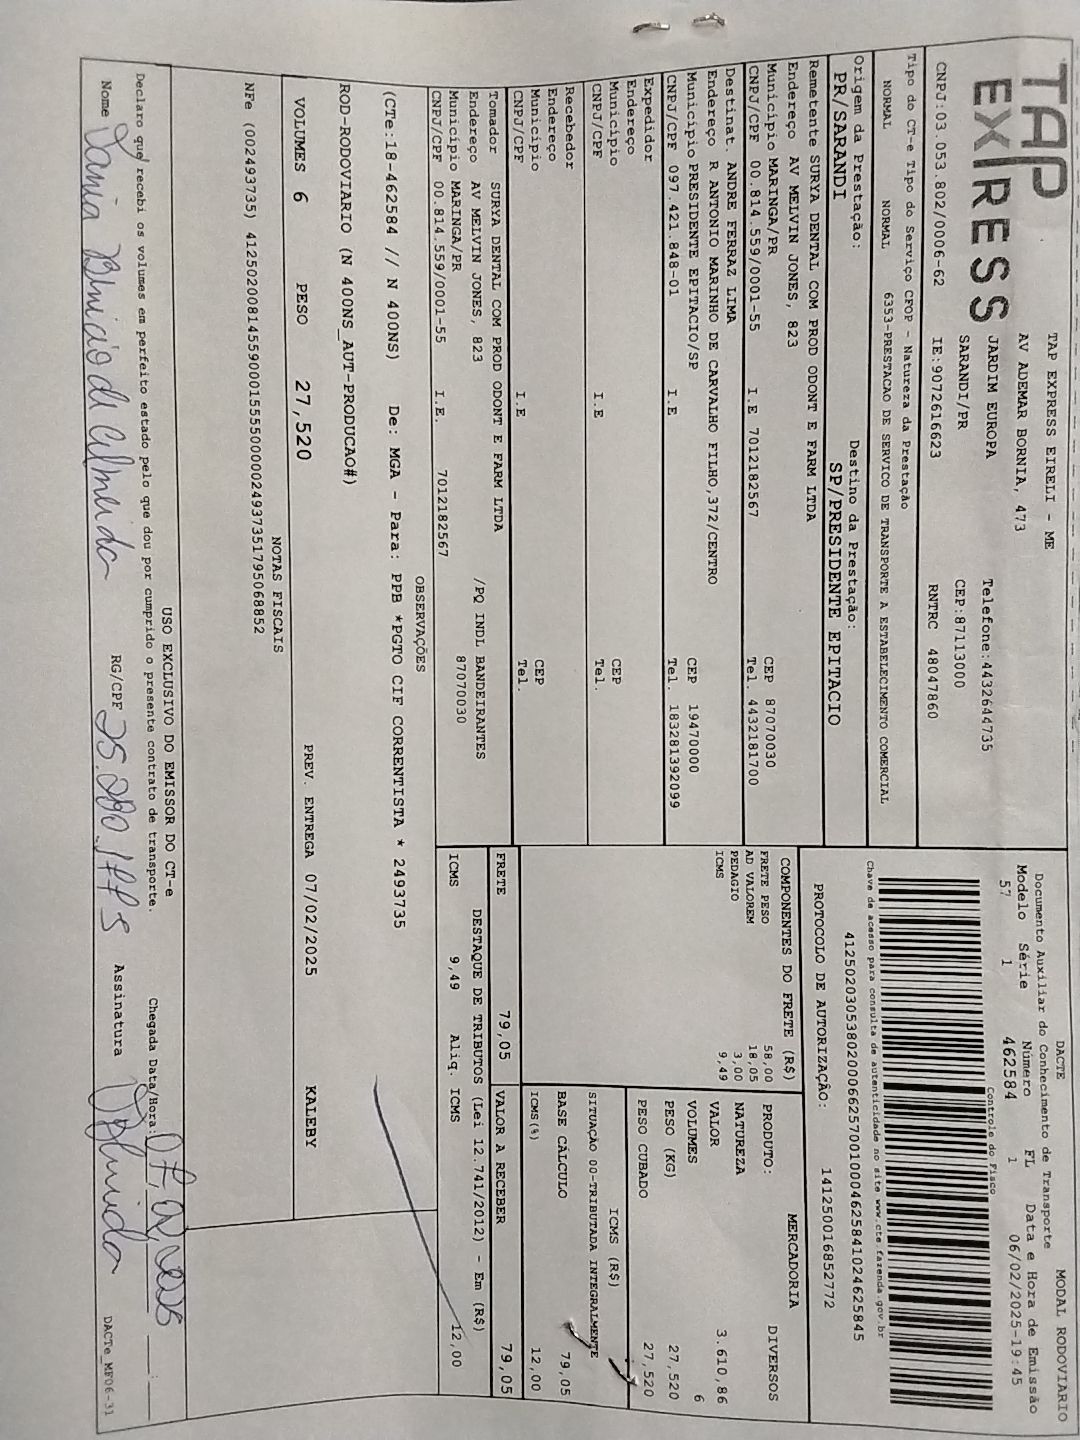 TAP
EXPRESS
TAP EXPRESS EIRELI - ME
AV ADEMAR BORNIA, 473
JARDIM EUROPA
Telefone:4432644735
SARANDI/PR
CEP:87113000
CNPJ:03.053.802/0006-62
IE:9072616623
RNTRC 48047860
DACTE
MODAL RODOVIARIO
Documento Auxiliar do Conhecimento de Transporte
Modelo Série Número FL Data e Hora de Emissão
57 1 462584 1 06/02/2025-19:45
Controle do Fisco
Chave de acesso para consulta de autenticidade no site www.cte.fazenda.gov.br
41250203053802000662570010004625841024625845
PROTOCOLO DE AUTORIZAÇÃO: 141250016852772
Tipo do CT-e Tipo do Serviço CFOP - Natureza da Prestação
NORMAL NORMAL 6353-PRESTACAO DE SERVICO DE TRANSPORTE A ESTABELECIMENTO COMERCIAL
Origem da Prestação: Destino da Prestação:
PR/SARANDI SP/PRESIDENTE EPITACIO
Remetente SURYA DENTAL COM PROD ODONT E FARM LTDA
Endereço AV MELVIN JONES, 823
Município MARINGA/PR CEP 87070030
CNPJ/CPF 00.814.559/0001-55 I.E 7012182567 Tel. 4432181700
Destinat. ANDRE FERRAZ LIMA
Endereço R ANTONIO MARINHO DE CARVALHO FILHO,372/CENTRO
Município PRESIDENTE EPITACIO/SP CEP 19470000
CNPJ/CPF 097.421.848-01 I.E Tel. 183281392099
Expedidor
Endereço
Município CEP
CNPJ/CPF I.E Tel.
Recebedor
Endereço
Município CEP
CNPJ/CPF I.E Tel.
Tomador SURYA DENTAL COM PROD ODONT E FARM LTDA
Endereço AV MELVIN JONES, 823 /PQ INDL BANDEIRANTES
Município MARINGA/PR 87070030
CNPJ/CPF 00.814.559/0001-55 I.E. 7012182567
COMPONENTES DO FRETE (R$)
FRETE PESO 58,00
AD VALOREM 18,05
PEDAGIO 3,00
ICMS 9,49
MERCADORIA
PRODUTO: DIVERSOS
NATUREZA
VALOR 3.610,86
VOLUMES 6
PESO (KG) 27,520
PESO CUBADO 27,520
ICMS (R$)
SITUAÇÃO 00-TRIBUTADA INTEGRALMENTE
BASE CÁLCULO 79,05
ICMS(%) 12,00
FRETE 79,05 VALOR A RECEBER 79,05
DESTAQUE DE TRIBUTOS (Lei 12.741/2012) - Em (R$)
ICMS 9,49 Aliq. ICMS 12,00
OBSERVAÇÕES
(CTe:18-462584 // N 400NS) De: MGA - Para: PPB *PGTO CIF CORRENTISTA * 2493735
ROD-RODOVIARIO (N 400NS_AUT-PRODUCAO#)
VOLUMES 6 PESO 27,520 PREV. ENTREGA 07/02/2025 KALEBY
NOTAS FISCAIS
NFe (002493735) 41250200814559000155550000024937351795068852
USO EXCLUSIVO DO EMISSOR DO CT-e
Declaro que recebi os volumes em perfeito estado pelo que dou por cumprido o presente contrato de transporte.
Chegada Data/Hora:
Nome de Almeida RG/CPF Assinatura Almeida
DACTe_MF06-31